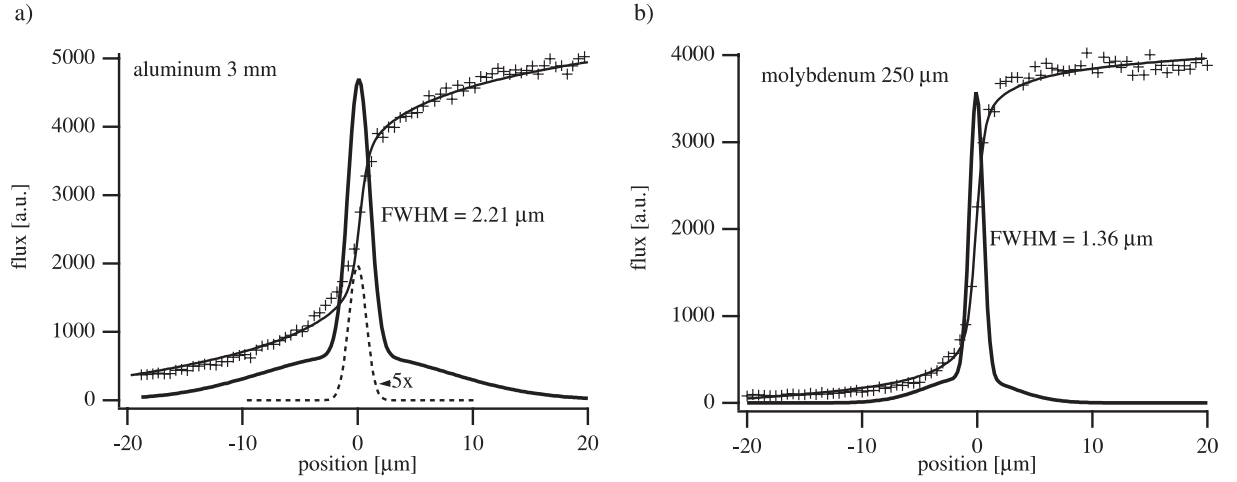 a)
5000
4000
3000
2000
1000
0
flux [a.u.]
aluminum 3 mm
FWHM = 2.21 µm
5x
-20 -10 0 10 20
position [µm]
b)
4000
3000
2000
1000
0
flux [a.u.]
molybdenum 250 µm
FWHM = 1.36 µm
-20 -10 0 10 20
position [µm]